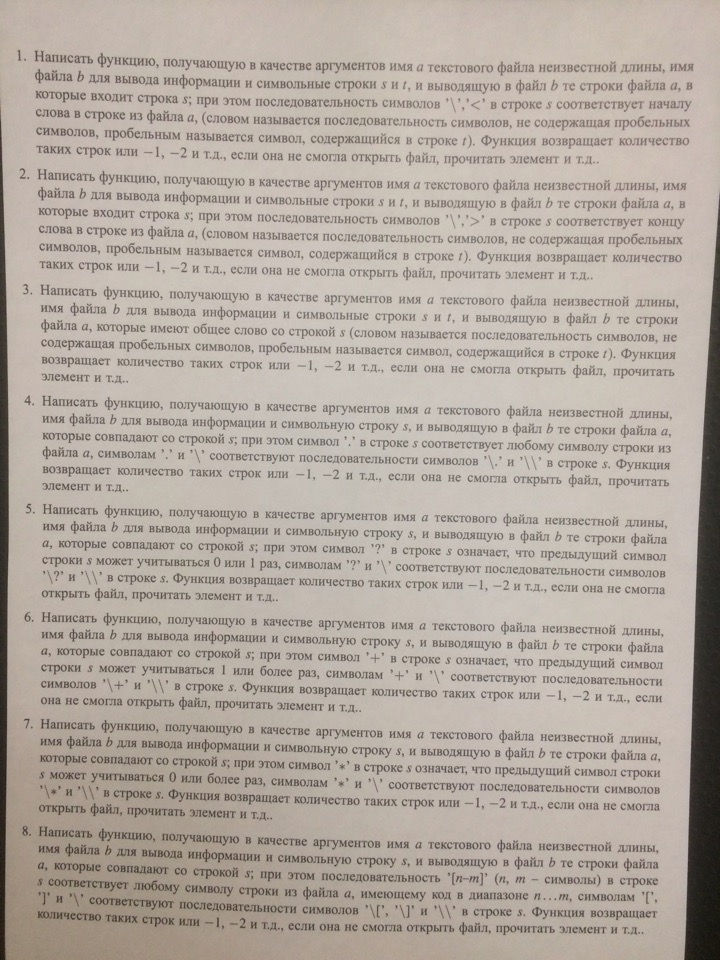 1. Написать функцию, получающую в качестве аргументов имя a текстового файла неизвестной длины, имя
файла b для вывода информации и символьные строки s и t, и выводящую в файл b те строки файла a, в
которые входит строка s; при этом последовательность символов '\','<' в строке s соответствует началу
слова в строке из файла a, (словом называется последовательность символов, не содержащая пробельных
символов, пробельным называется символ, содержащийся в строке t). Функция возвращает количество
таких строк или −1, −2 и т.д., если она не смогла открыть файл, прочитать элемент и т.д..
2. Написать функцию, получающую в качестве аргументов имя a текстового файла неизвестной длины, имя
файла b для вывода информации и символьные строки s и t, и выводящую в файл b те строки файла a, в
которые входит строка s; при этом последовательность символов '\','>' в строке s соответствует концу
слова в строке из файла a, (словом называется последовательность символов, не содержащая пробельных
символов, пробельным называется символ, содержащийся в строке t). Функция возвращает количество
таких строк или −1, −2 и т.д., если она не смогла открыть файл, прочитать элемент и т.д..
3. Написать функцию, получающую в качестве аргументов имя a текстового файла неизвестной длины,
имя файла b для вывода информации и символьные строки s и t, и выводящую в файл b те строки
файла a, которые имеют общее слово со строкой s (словом называется последовательность символов, не
содержащая пробельных символов, пробельным называется символ, содержащийся в строке t). Функция
возвращает количество таких строк или −1, −2 и т.д., если она не смогла открыть файл, прочитать
элемент и т.д..
4. Написать функцию, получающую в качестве аргументов имя a текстового файла неизвестной длины,
имя файла b для вывода информации и символьную строку s, и выводящую в файл b те строки файла a,
которые совпадают со строкой s; при этом символ '.' в строке s соответствует любому символу строки из
файла a, символам '.' и '\' соответствуют последовательности символов '\.' и '\\' в строке s. Функция
возвращает количество таких строк или −1, −2 и т.д., если она не смогла открыть файл, прочитать
элемент и т.д..
5. Написать функцию, получающую в качестве аргументов имя a текстового файла неизвестной длины,
имя файла b для вывода информации и символьную строку s, и выводящую в файл b те строки файла
a, которые совпадают со строкой s; при этом символ '?' в строке s означает, что предыдущий символ
строки s может учитываться 0 или 1 раз, символам '?' и '\' соответствуют последовательности символов
'\?' и '\\' в строке s. Функция возвращает количество таких строк или −1, −2 и т.д., если она не смогла
открыть файл, прочитать элемент и т.д..
6. Написать функцию, получающую в качестве аргументов имя a текстового файла неизвестной длины,
имя файла b для вывода информации и символьную строку s, и выводящую в файл b те строки файла
a, которые совпадают со строкой s; при этом символ '+' в строке s означает, что предыдущий символ
строки s может учитываться 1 или более раз, символам '+' и '\' соответствуют последовательности
символов '\+' и '\\' в строке s. Функция возвращает количество таких строк или −1, −2 и т.д., если
она не смогла открыть файл, прочитать элемент и т.д..
7. Написать функцию, получающую в качестве аргументов имя a текстового файла неизвестной длины,
имя файла b для вывода информации и символьную строку s, и выводящую в файл b те строки файла a,
которые совпадают со строкой s; при этом символ '*' в строке s означает, что предыдущий символ строки
s может учитываться 0 или более раз, символам '*' и '\' соответствуют последовательности символов
'\*' и '\\' в строке s. Функция возвращает количество таких строк или −1, −2 и т.д., если она не смогла
открыть файл, прочитать элемент и т.д..
8. Написать функцию, получающую в качестве аргументов имя a текстового файла неизвестной длины,
имя файла b для вывода информации и символьную строку s, и выводящую в файл b те строки файла
a, которые совпадают со строкой s; при этом последовательность '[n−m]' (n, m – символы) в строке
s соответствует любому символу строки из файла a, имеющему код в диапазоне n...m, символам '[',
']' и '\' соответствуют последовательности символов '\[', '\]' и '\\' в строке s. Функция возвращает
количество таких строк или −1, −2 и т.д., если она не смогла открыть файл, прочитать элемент и т.д..